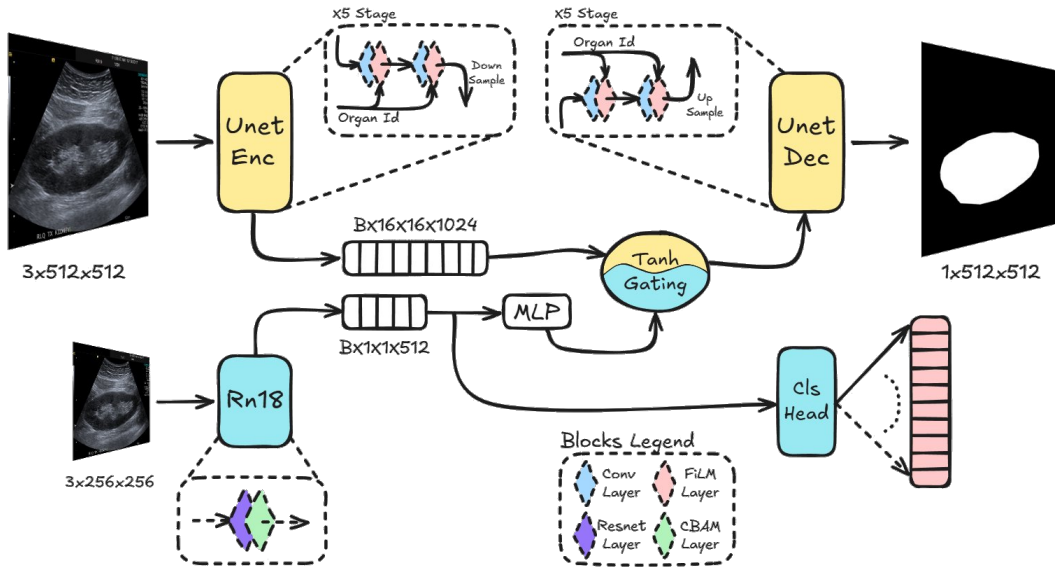 x5 Stage
Down
Sample
Organ Id
x5 Stage
Organ Id
Up
Sample
Unet
Enc
Unet
Dec
3x512x512
1x512x512
Bx16x16x1024
Tanh
Gating
MLP
Bx1x1x512
Rn18
3x256x256
Cls
Head
Blocks Legend
Conv
Layer
FiLM
Layer
Resnet
Layer
CBAM
Layer